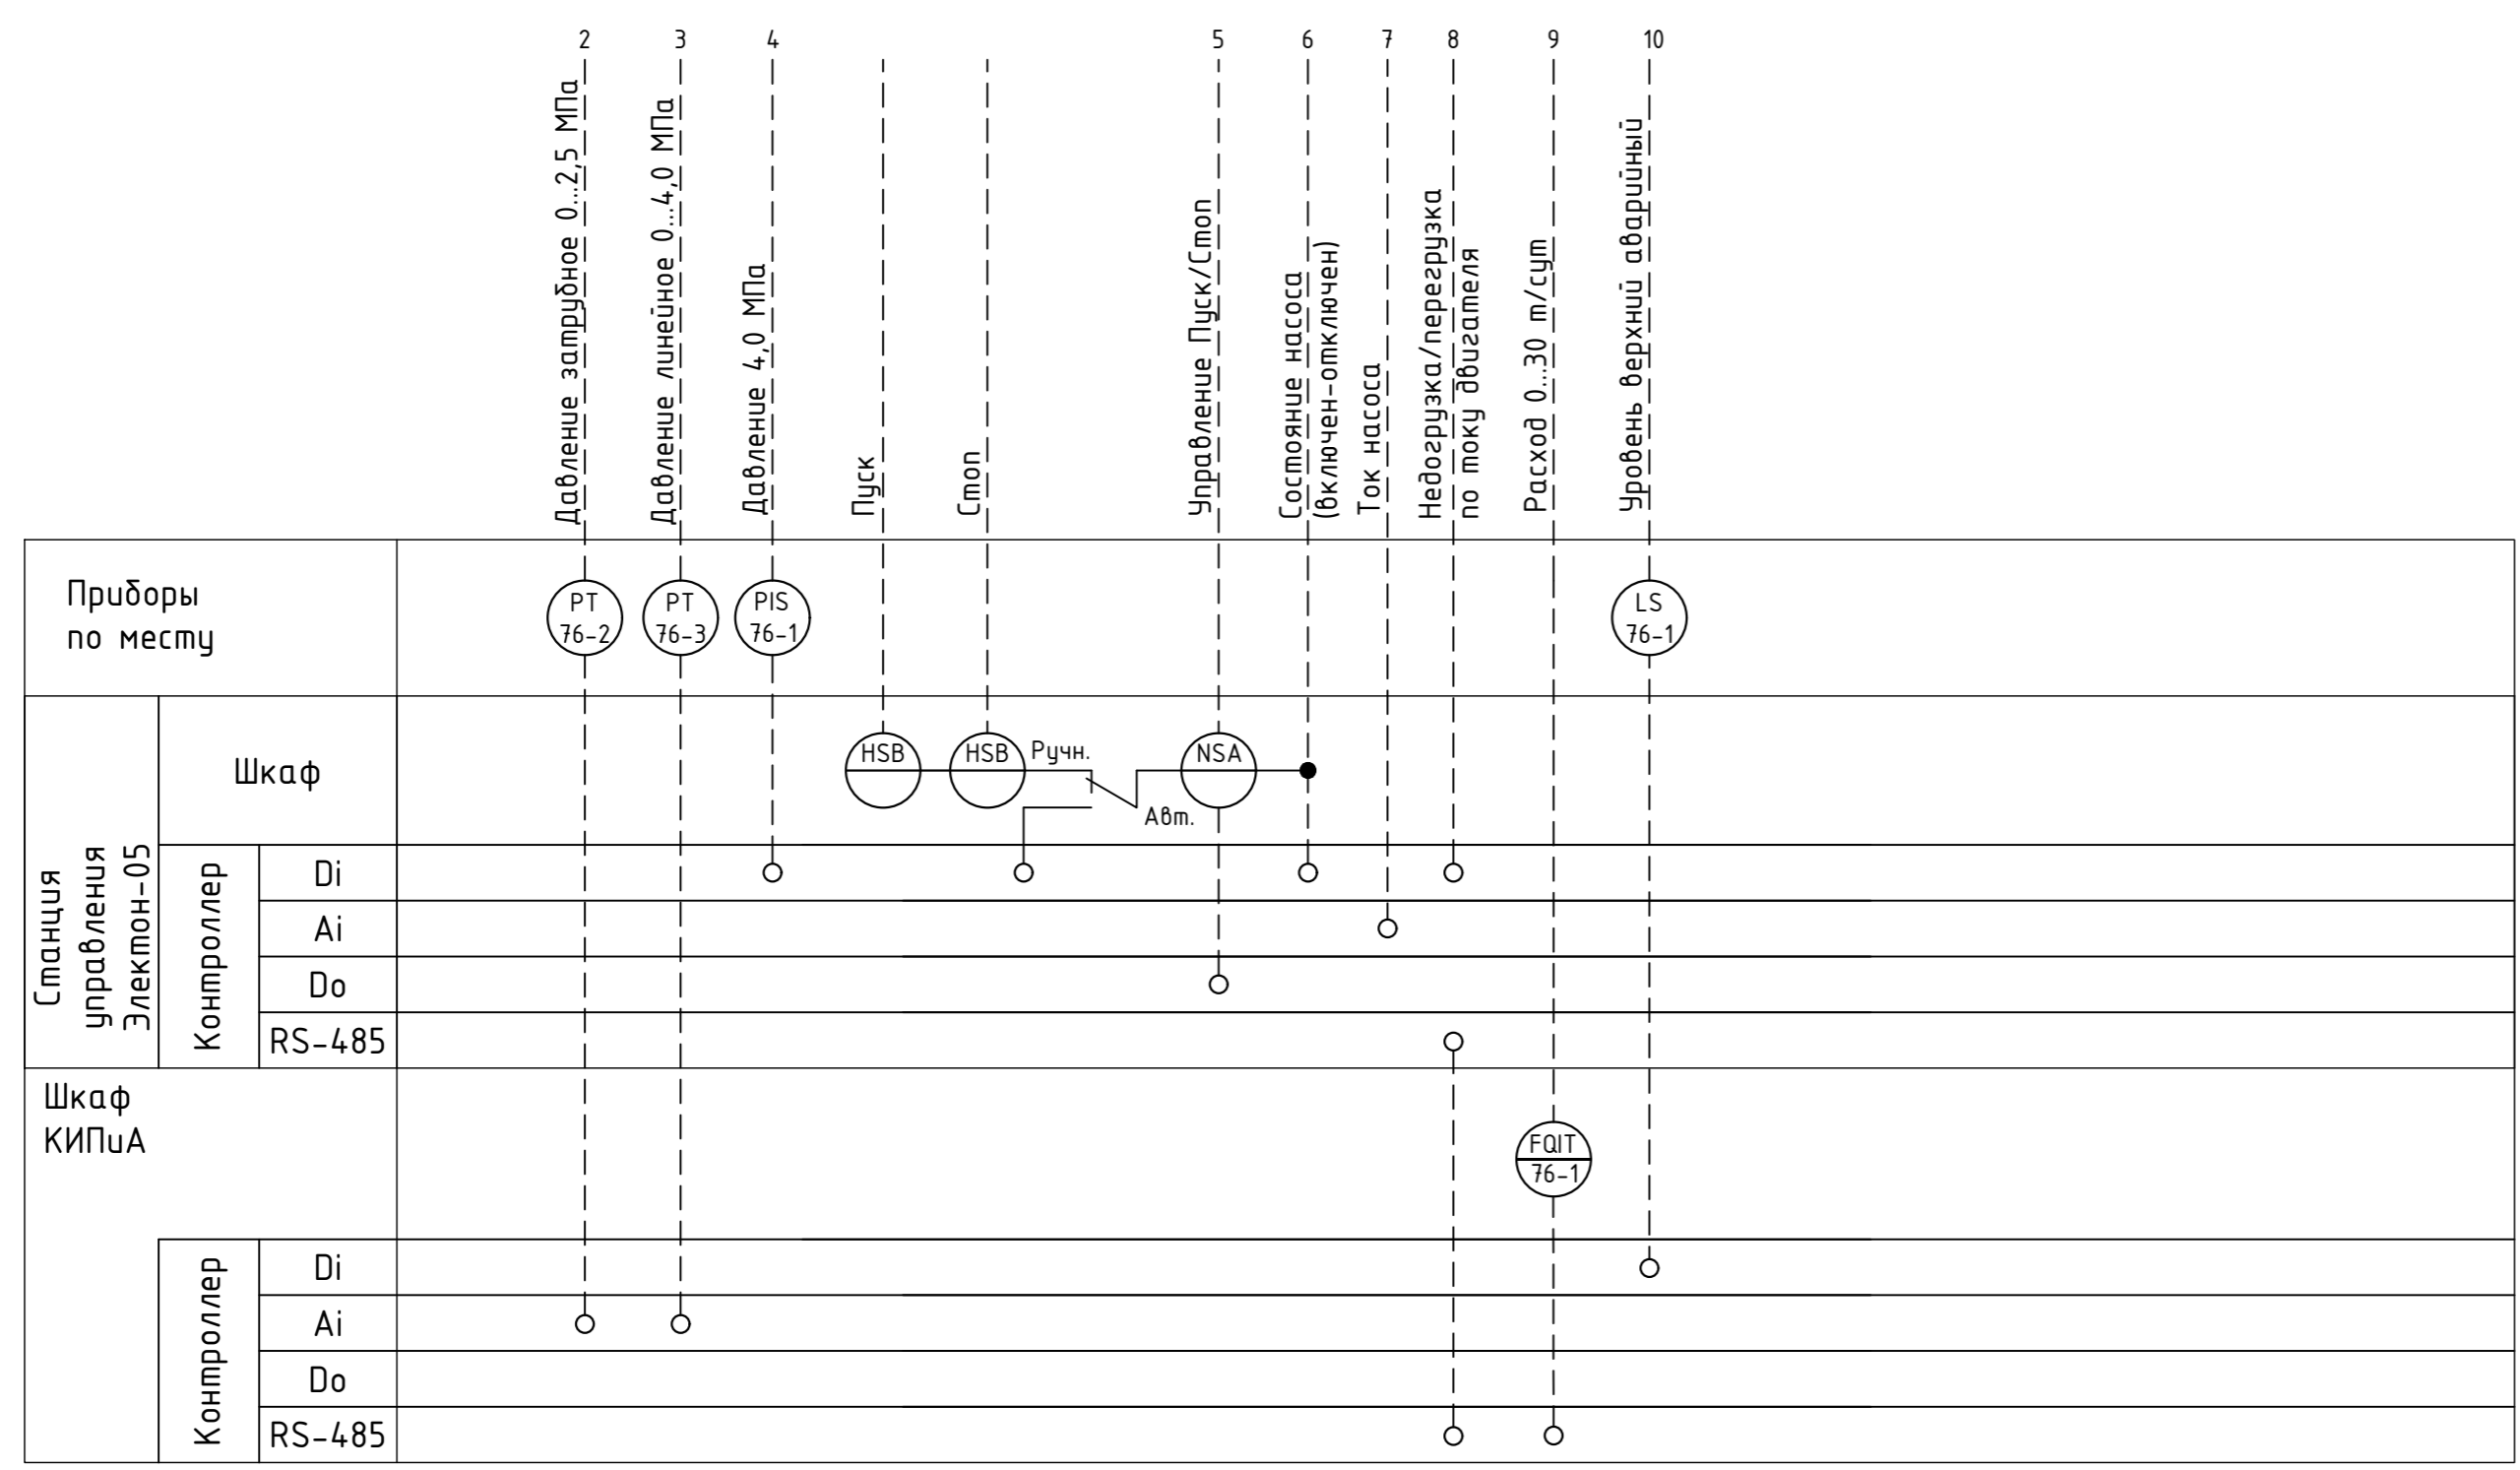 2
3
4
5
6
7
8
9
10
Давление затрубное 0...2,5 МПа
Давление линейное 0...4,0 МПа
Давление 4,0 МПа
Пуск
Стоп
Управление Пуск/Стоп
Состояние насоса
(включен-отключен)
Ток насоса
Недогрузка/перегрузка
по току двигателя
Расход 0...30 т/сут
Уровень верхний аварийный
Приборы
по месту
PT
76-2
PT
76-3
PIS
76-1
LS
76-1
Станция
управления
Электон-05
Шкаф
HSB
HSB
Ручн.
Авт.
NSA
Контроллер
Di
Ai
Do
RS-485
Шкаф
КИПиА
FQIT
76-1
Контроллер
Di
Ai
Do
RS-485